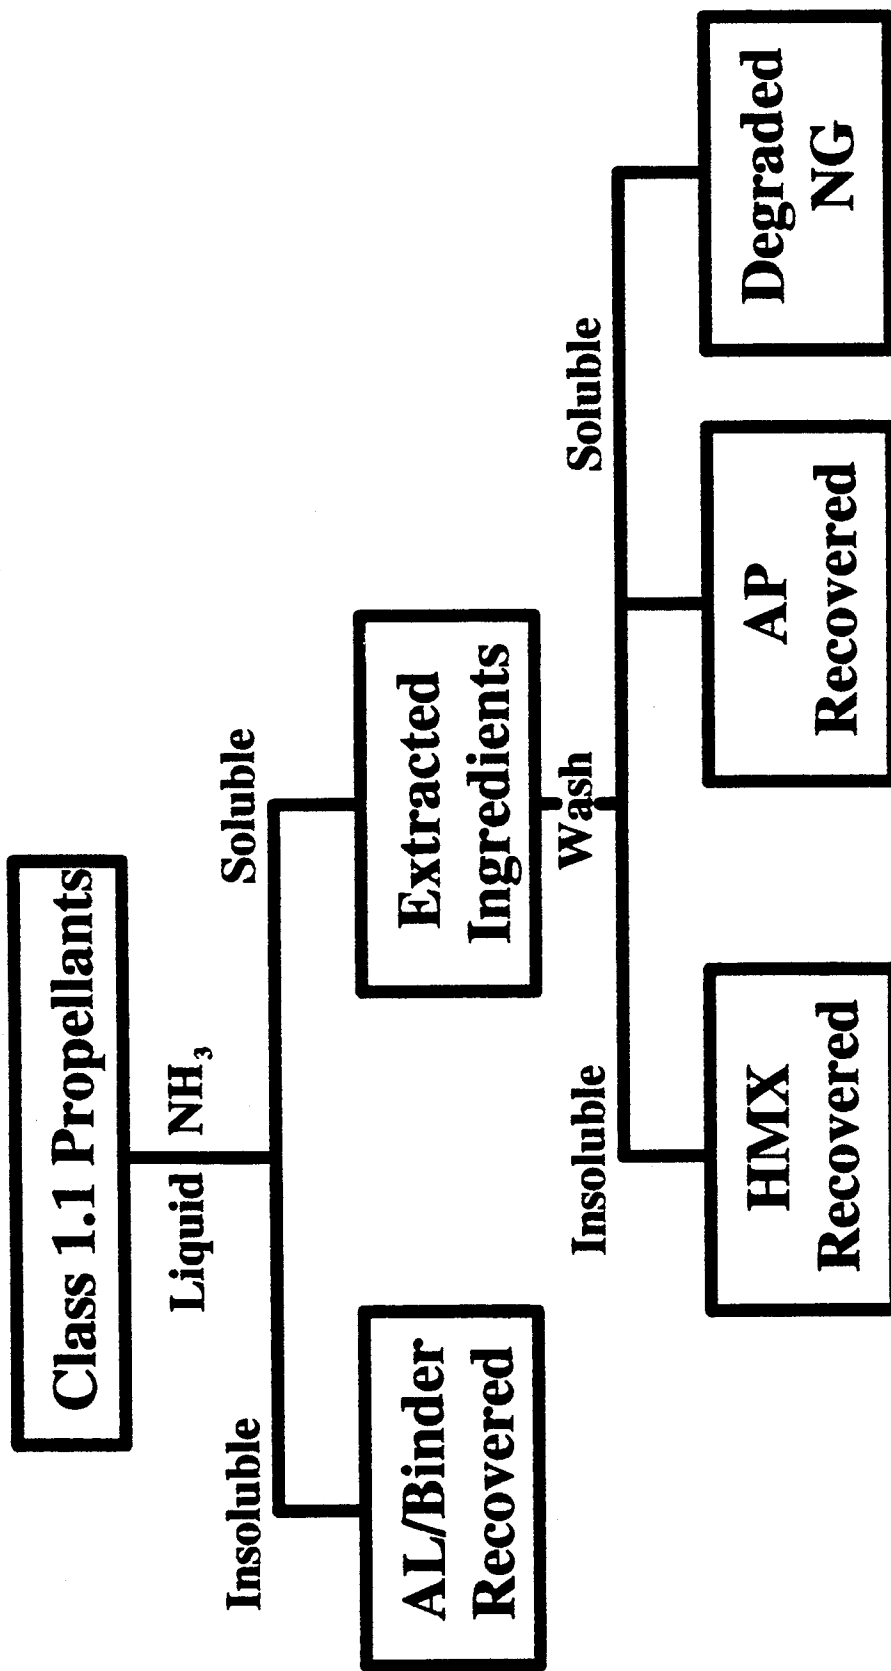 Class 1.1 Propellants
Liquid NH₃
Insoluble
Soluble
AL/Binder
Recovered
Extracted
Ingredients
Wash
Insoluble
Soluble
HMX
Recovered
AP
Recovered
Degraded
NG